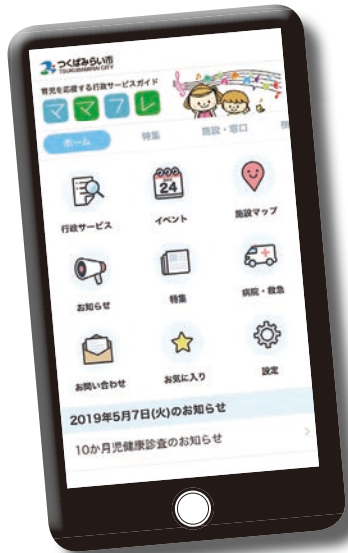 つくばみらい市
TSUKUBAMIRAI CITY
育児を応援する行政サービスガイド
ママフレ
ホーム 特集 施設・窓口
行政サービス イベント 施設マップ
24
お知らせ 特集 病院・救急
お問い合わせ お気に入り 設定
2019年5月7日(火)のお知らせ
10か月児健康診査のお知らせ